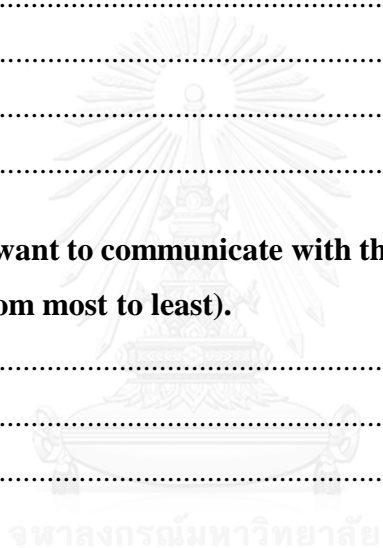 want to communicate with th
om most to least).
จุฬาลงกรณ์มหาวิทยาลัย